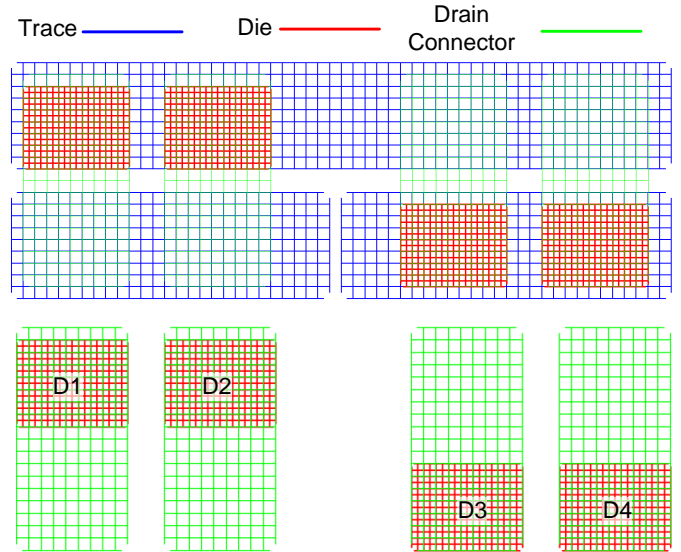 Trace
Die
Drain
Connector
D1
D2
D3
D4